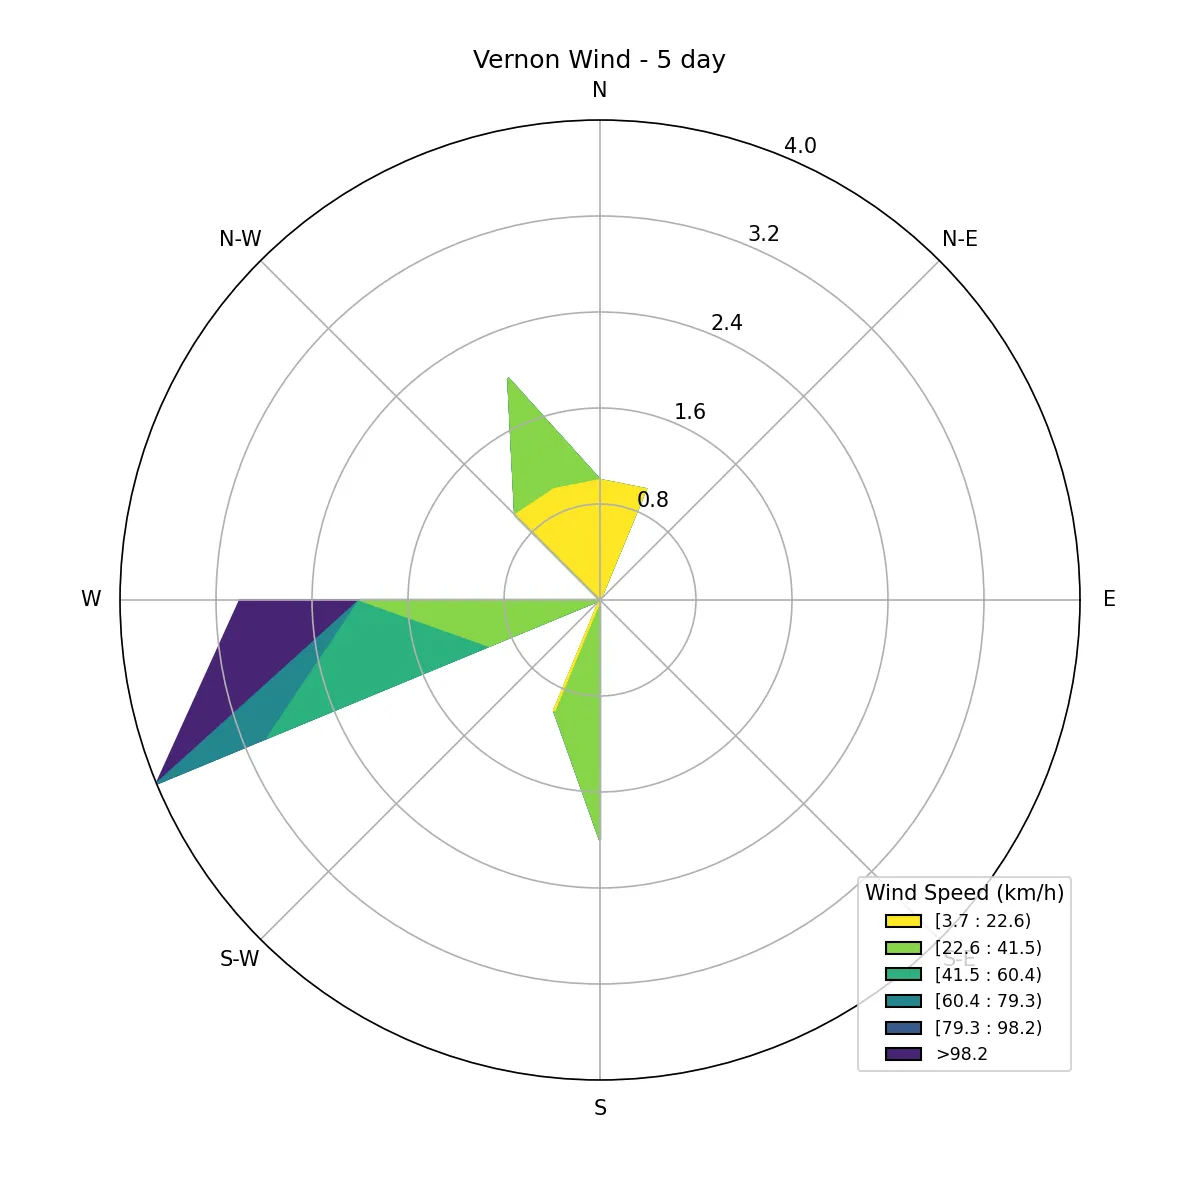 Vernon Wind - 5 day
N
4.0
N-W
3.2
N-E
2.4
1.6
0.8
W
E
Wind Speed (km/h)
[3.7 : 22.6)
[22.6 : 41.5)
[41.5 : 60.4)
[60.4 : 79.3)
[79.3 : 98.2)
>98.2
S-W
S-E
S